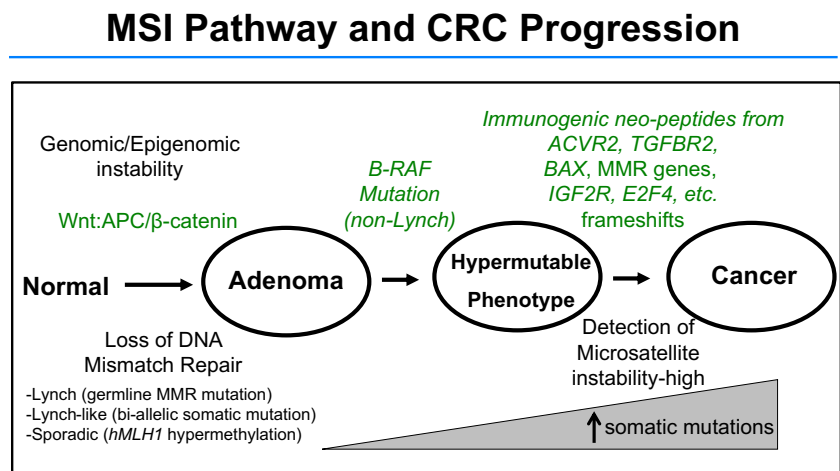 MSI Pathway and CRC Progression
Genomic/Epigenomic
instability
Wnt:APC/β-catenin
B-RAF
Mutation
(non-Lynch)
Immunogenic neo-peptides from
ACVR2, TGFBR2,
BAX, MMR genes,
IGF2R, E2F4, etc.
frameshifts
Normal
Adenoma
Hypermutable
Phenotype
Cancer
Loss of DNA
Mismatch Repair
-Lynch (germline MMR mutation)
-Lynch-like (bi-allelic somatic mutation)
-Sporadic (hMLH1 hypermethylation)
Detection of
Microsatellite
instability-high
somatic mutations